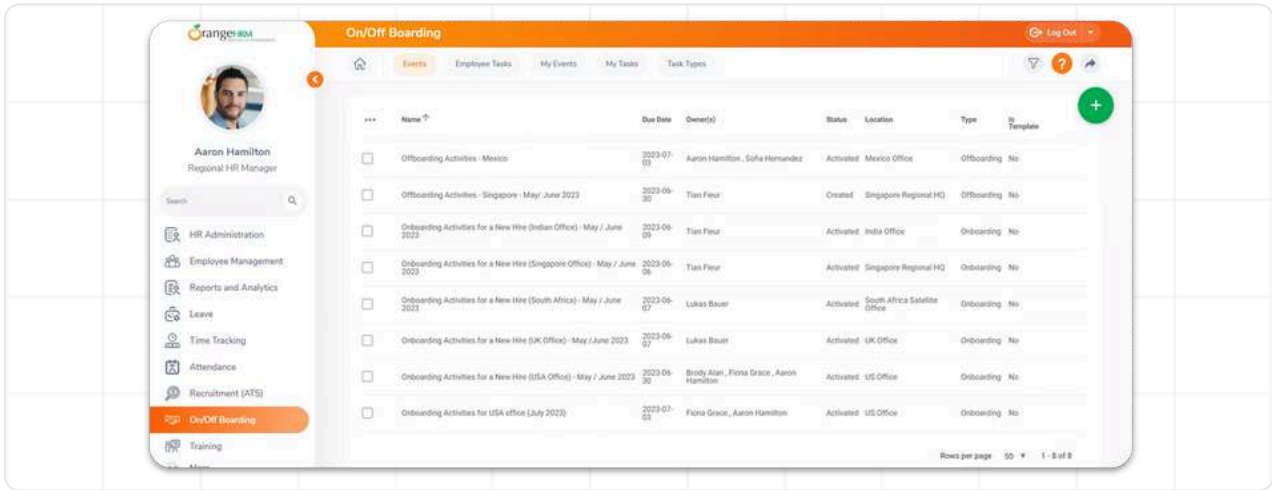 OrangeHRM
On/Off Boarding
Log Out
Events
Employee Tasks
My Events
My Tasks
Task Types
?
Aaron Hamilton
Regional HR Manager
Search
HR Administration
Employee Management
Reports and Analytics
Leave
Time Tracking
Attendance
Recruitment (ATS)
On/Off Boarding
Training
More
Name Due Date Owner(s) Status Location Type Is
Template
Offboarding Activities - Mexico 2023-07-
03 Aaron Hamilton , Sofia Hernandez Activated Mexico Office Offboarding No
Offboarding Activities - Singapore - May/ June 2023 2023-06-
30 Tian Fieur Created Singapore Regional HQ Offboarding No
Onboarding Activities for a New Hire (Indian Office) - May / June
2023 2023-06-
09 Tian Fieur Activated India Office Onboarding No
Onboarding Activities for a New Hire (Singapore Office) - May / June
2023 2023-06-
06 Tian Fieur Activated Singapore Regional HQ Onboarding No
Onboarding Activities for a New Hire (South Africa) - May / June
2023 2023-06-
07 Lukas Bauer Activated South Africa Satellite
Office Onboarding No
Onboarding Activities for a New Hire (UK Office) - May /June 2023 2023-06-
07 Lukas Bauer Activated UK Office Onboarding No
Onboarding Activities for a New Hire (USA Office) - May / June 2023 2023-06-
30 Brody Alan , Fiona Grace , Aaron
Hamilton Activated US Office Onboarding No
Onboarding Activities for USA office (July 2023) 2023-07-
03 Fiona Grace , Aaron Hamilton Activated US Office Onboarding No
Rows per page 50 1 - 8 of 8